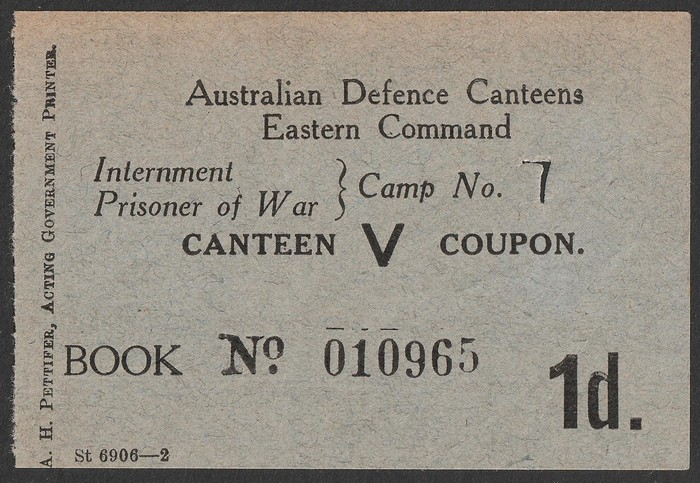 Australian Defence Canteens
Eastern Command
Internment
Prisoner of War } Camp No. 7
CANTEEN V COUPON.
BOOK No. 010965
1d.
St 6906—2
A. H. PETTIFER, ACTING GOVERNMENT PRINTER.